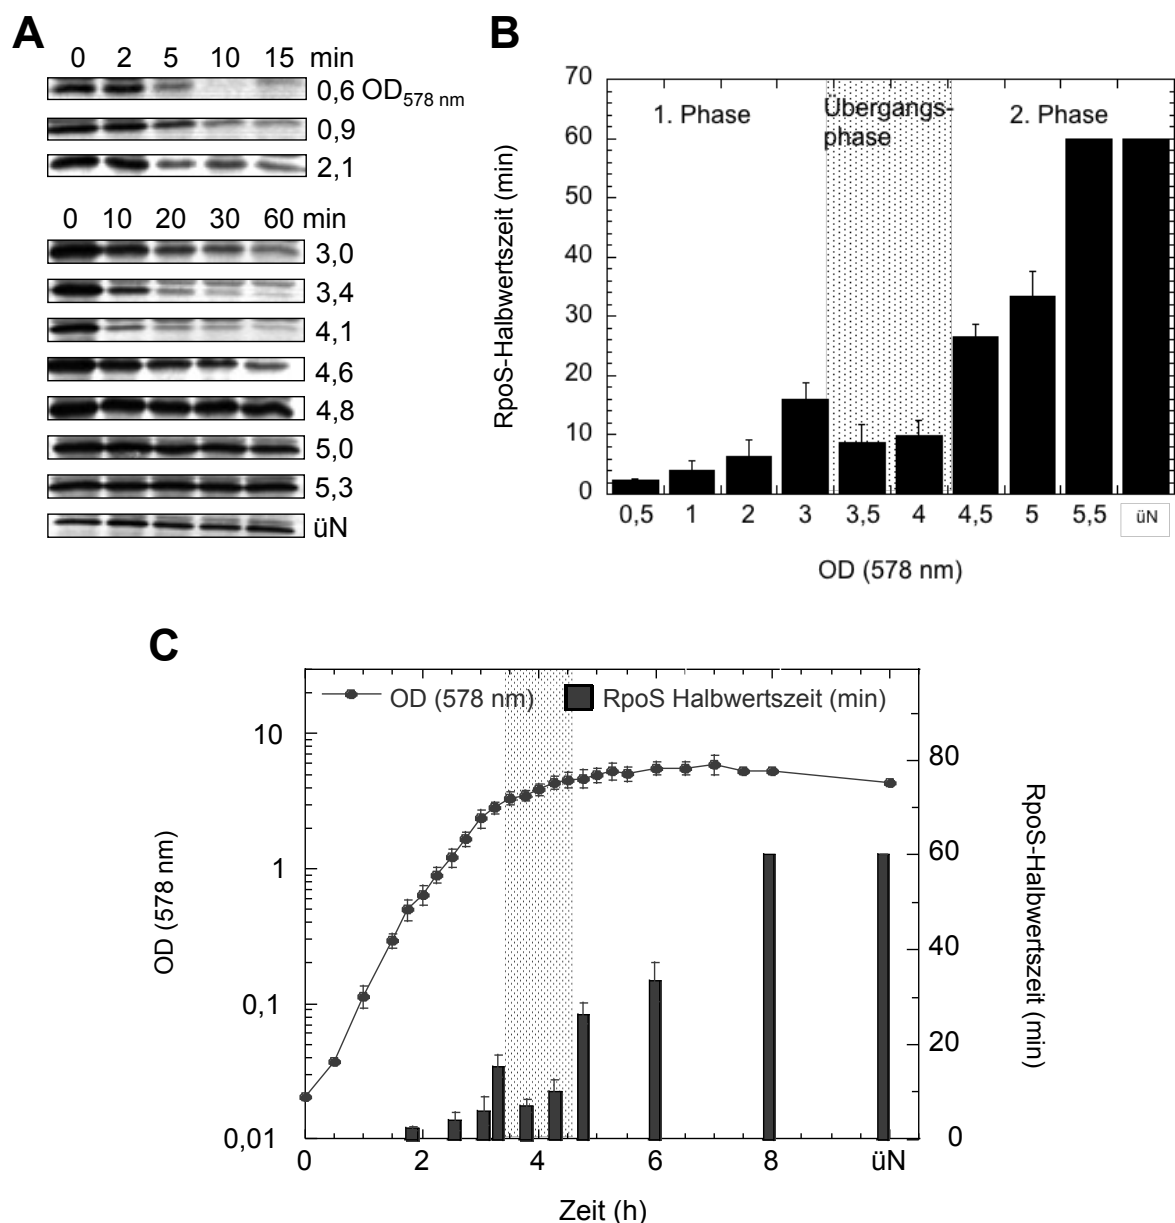 A
0 2 5 10 15 min
0,6 OD578 nm
0,9
2,1
0 10 20 30 60 min
3,0
3,4
4,1
4,6
4,8
5,0
5,3
üN
B
70
60
50
40
30
20
10
0
RpoS-Halbwertszeit (min)
1. Phase
Übergangs-
phase
2. Phase
0,5 1 2 3 3,5 4 4,5 5 5,5 üN
OD (578 nm)
C
OD (578 nm)
RpoS Halbwertszeit (min)
10
1
0,1
0,01
OD (578 nm)
80
60
40
20
0
RpoS-Halbwertszeit (min)
0 2 4 6 8 üN
Zeit (h)